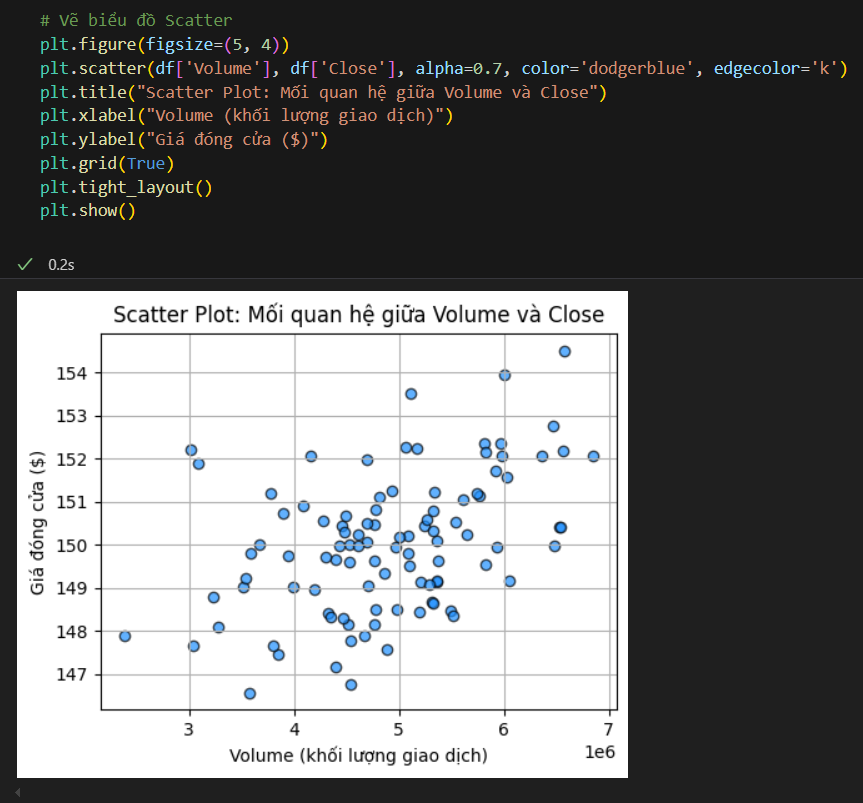 # Vẽ biểu đồ Scatter
plt.figure(figsize=(5, 4))
plt.scatter(df['Volume'], df['Close'], alpha=0.7, color='dodgerblue', edgecolor='k')
plt.title("Scatter Plot: Mối quan hệ giữa Volume và Close")
plt.xlabel("Volume (khối lượng giao dịch)")
plt.ylabel("Giá đóng cửa ($)")
plt.grid(True)
plt.tight_layout()
plt.show()
0.2s
Scatter Plot: Mối quan hệ giữa Volume và Close
Giá đóng cửa ($)
154
153
152
151
150
149
148
147
3 4 5 6 7
1e6
Volume (khối lượng giao dịch)